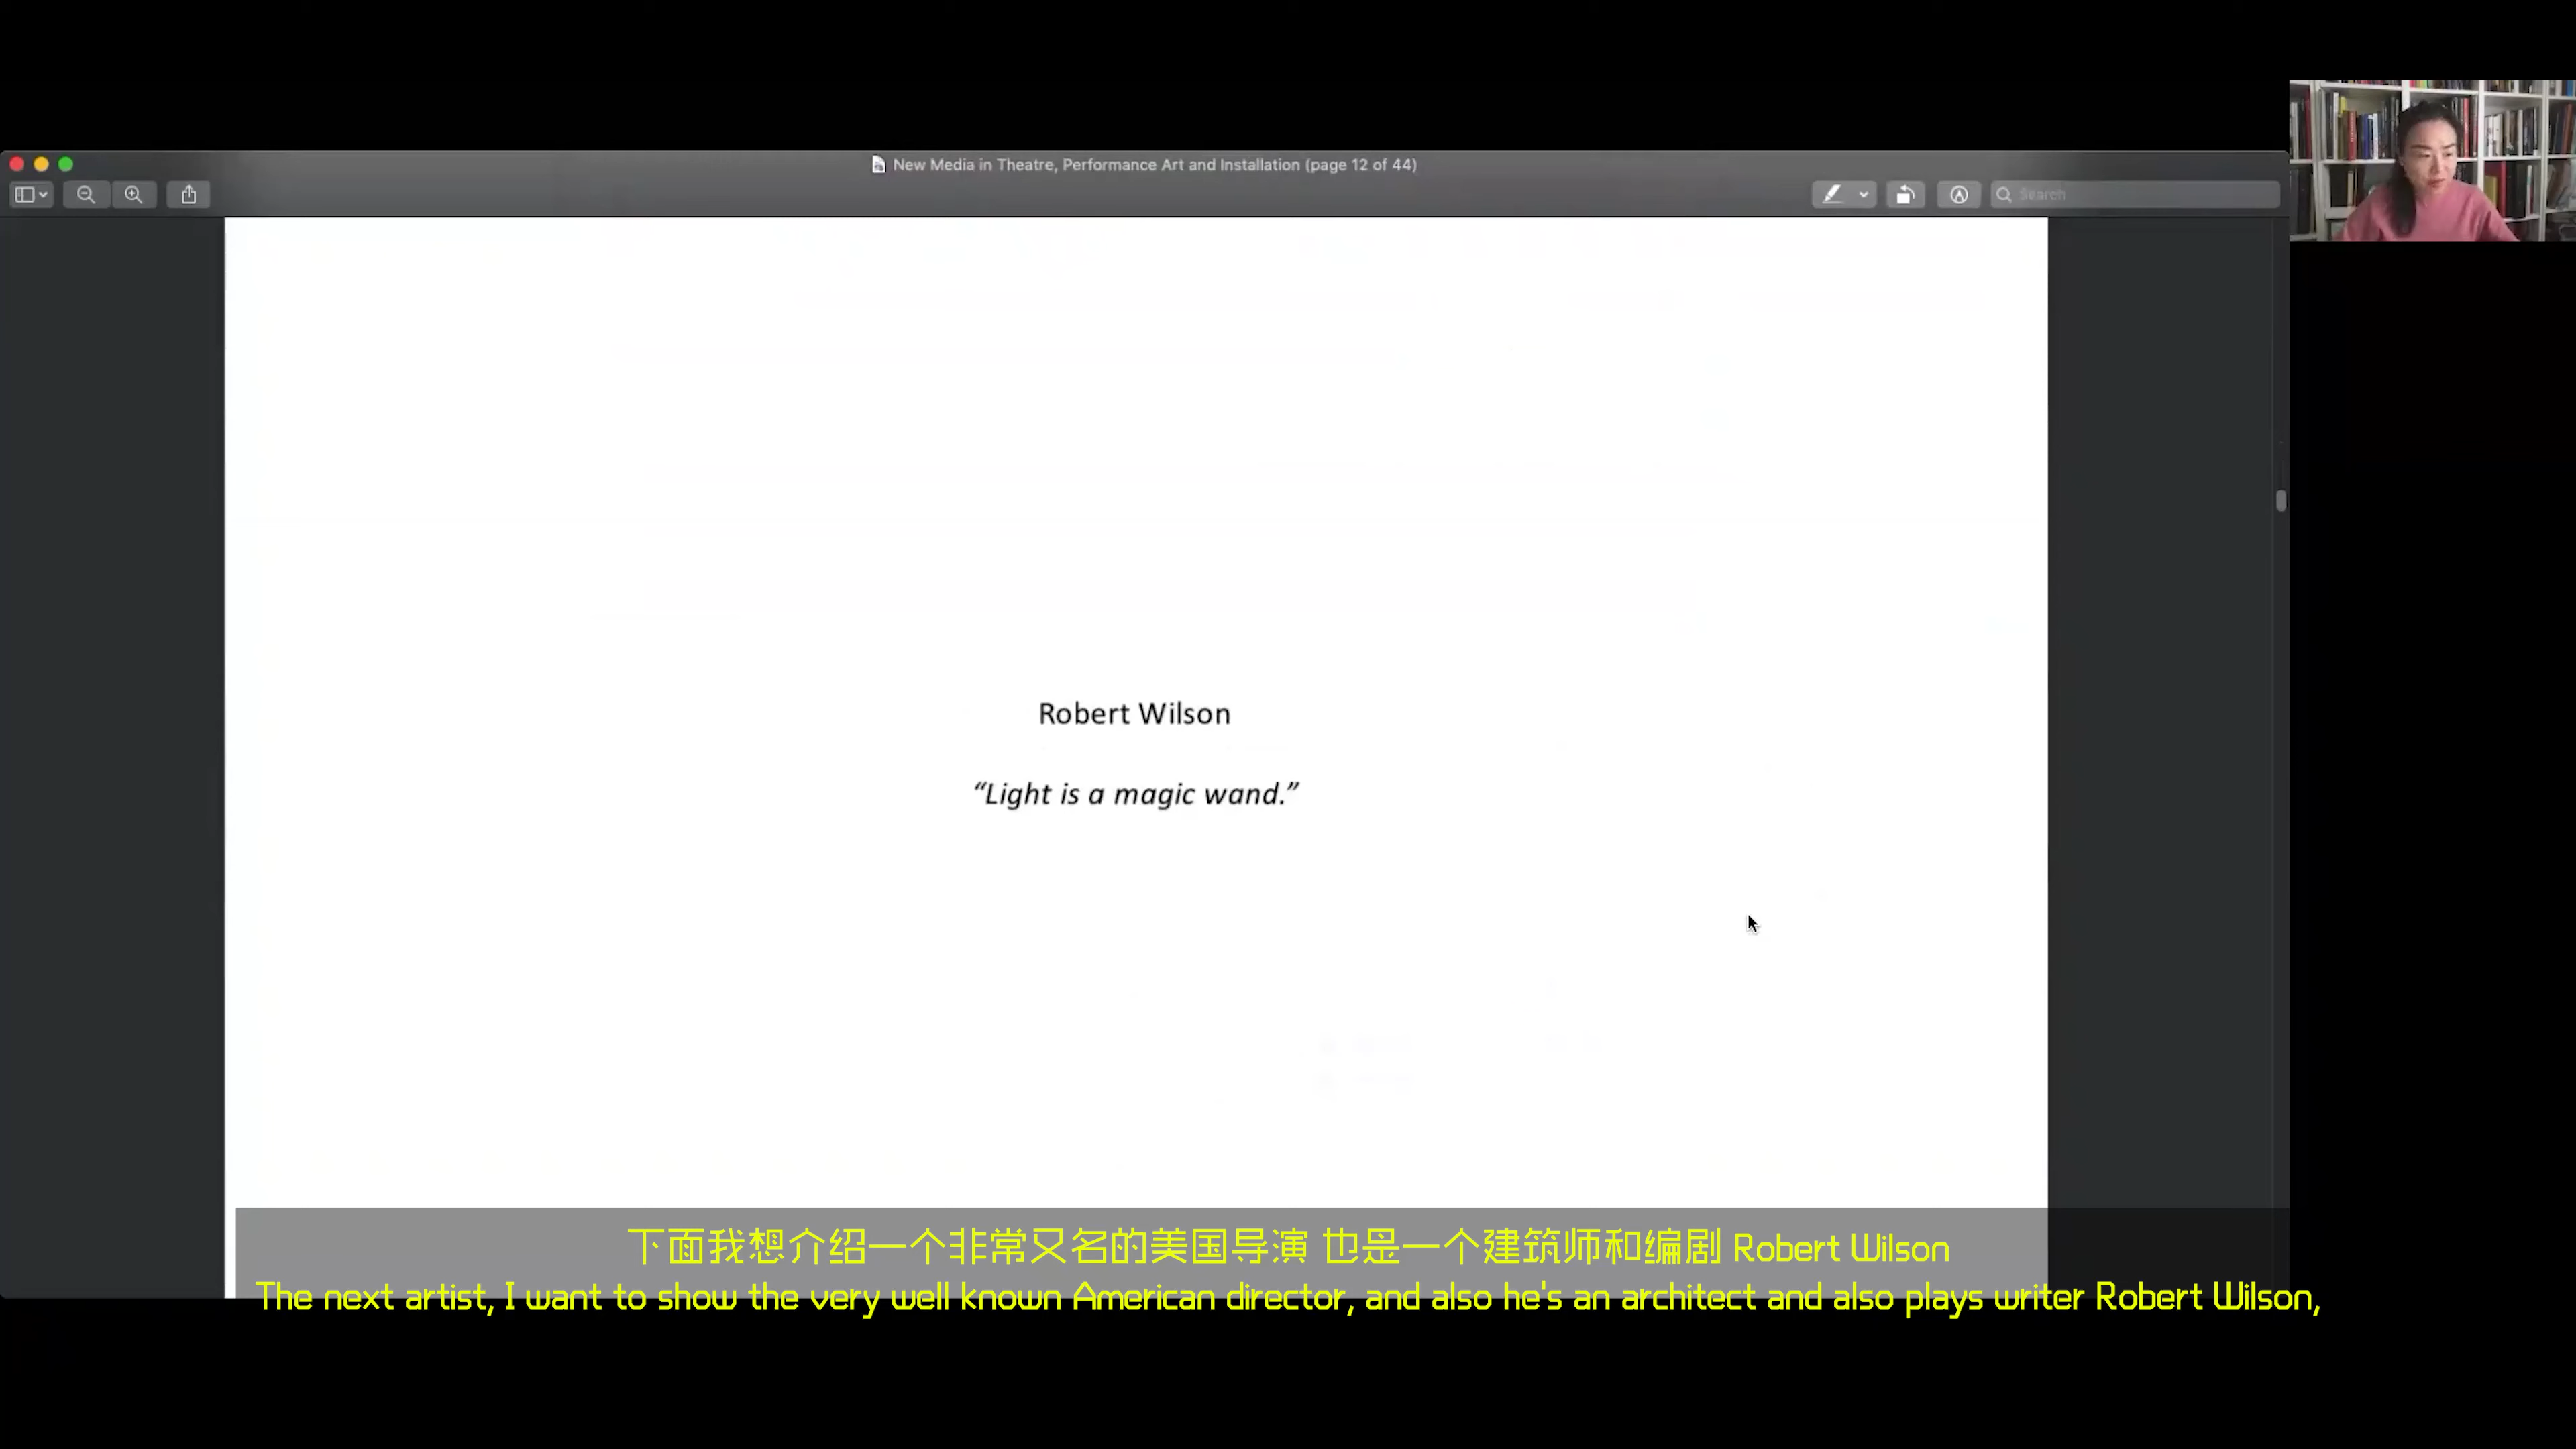 New Media in Theatre, Performance Art and Installation (page 12 of 44)
Search
Robert Wilson
“Light is a magic wand.”
下面我想介绍一个非常又名的美国导演 也是一个建筑师和编剧 Robert Wilson
The next artist, I want to show the very well known American director, and also he's an architect and also plays writer Robert Wilson,